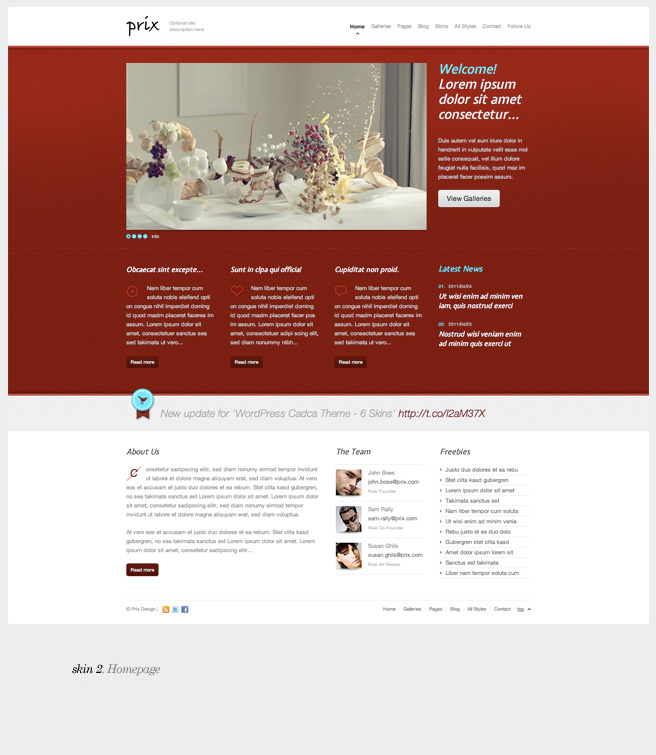 prix
Optional site
description here
Home Galleries Pages Blog Skins All Styles Contact Follow Us
Welcome!
Lorem ipsum
dolor sit amet
consectetur...
Duis autem vel eum iriure dolor in
hendrerit in vulputate velit esse mol
estie consequat, vel illum dolore
feugiat nulla facilisis, quod maz im
placerat facer possim assum.
View Galleries
info
Obcaecat sint excepte...
Nam liber tempor cum
soluta nobis eleifend opti
on congue nihil imperdiet doming
id quod mazim placerat faceres im
assum. Lorem ipsum dolor sit
amet, consectetuer sanctus sea
sed takimata ut vero...
Read more
Sunt in clpa qui official
Nam liber tempor cum
soluta nobis eleifend opti
on congue nihil imperdiet doming
id quod mazim placerat facer pos
im assum. Lorem ipsum dolor sit
amet, consectetuer adipi scing elit,
sed diam nonummy nibh...
Read more
Cupiditat non proid.
Nam liber tempor cum
soluta nobis eleifend opti
on congue nihil imperdiet doming
id quod mazim placerat facer im
assum. Lorem ipsum dolor sit
amet, consectetuer sanctus sea
sed takimata ut vero...
Read more
Latest News
01. 2011/04/24
Ut wisi enim ad minim ven
iam, quis nostrud exerci
02. 2011/04/23
Nostrud wisi veniam enim
ad minim quis exerci ut
New update for 'WordPress Cadca Theme - 6 Skins' http://t.co/I2aM37X
About Us
C onsetetur sadipscing elitr, sed diam nonumy eirmod tempor invidunt
ut labore et dolore magna aliquyam erat, sed diam voluptua. At vero
eos et accusam et justo duo dolores et ea rebum. Stet clita kasd gubergren,
no sea takimata sanctus est Lorem ipsum dolor sit amet. Lorem ipsum dolor
sit amet, consetetur sadipscing elitr, sed diam nonumy eirmod tempor
invidunt ut labore et dolore magna aliquyam erat, sed diam
voluptua.
At vero eos et accusam et justo duo dolores et ea rebum. Stet clita kasd
gubergren, no sea takimata sanctus est Lorem ipsum dolor sit amet. Lorem
ipsum dolor sit amet, consetetur sadipscing elitr...
Read more
The Team
John Boes
john.bose@prix.com
Role: Founder
Sam Rally
sam.rally@prix.com
Role: Co-Founder
Susan Ghils
susan.ghils@prix.com
Role: Art Director
Freebies
Justo duo dolores et ea rebu
Stet clita kasd gubergren
Lorem ipsum dolor sit amet
Takimata sanctus est
Nam liber tempor cum soluta
Ut wisi enim ad minim venia
Rebu justo et ea duo dolo
Gubergren stet clita kasd
Amet dolor ipsum lorem sit
Sanctus est takimata
Liber nam tempor soluta cum
© Prix Design |
Home Galleries Pages Blog All Styles Contact top
skin 2. Homepage